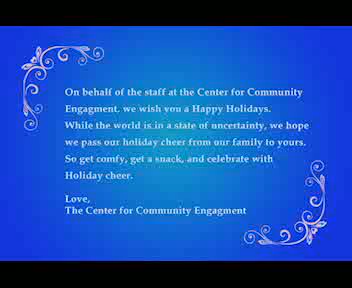 On behalf of the staff at the Center for Community
Engagment. we wish you a Happy Holidays.
While the world is in a state of uncertainty, we hope
we pass our holiday cheer from our family to yours.
So get comfy, get a snack, and celebrate with
Holiday cheer.
Love,
The Center for Community Engagment